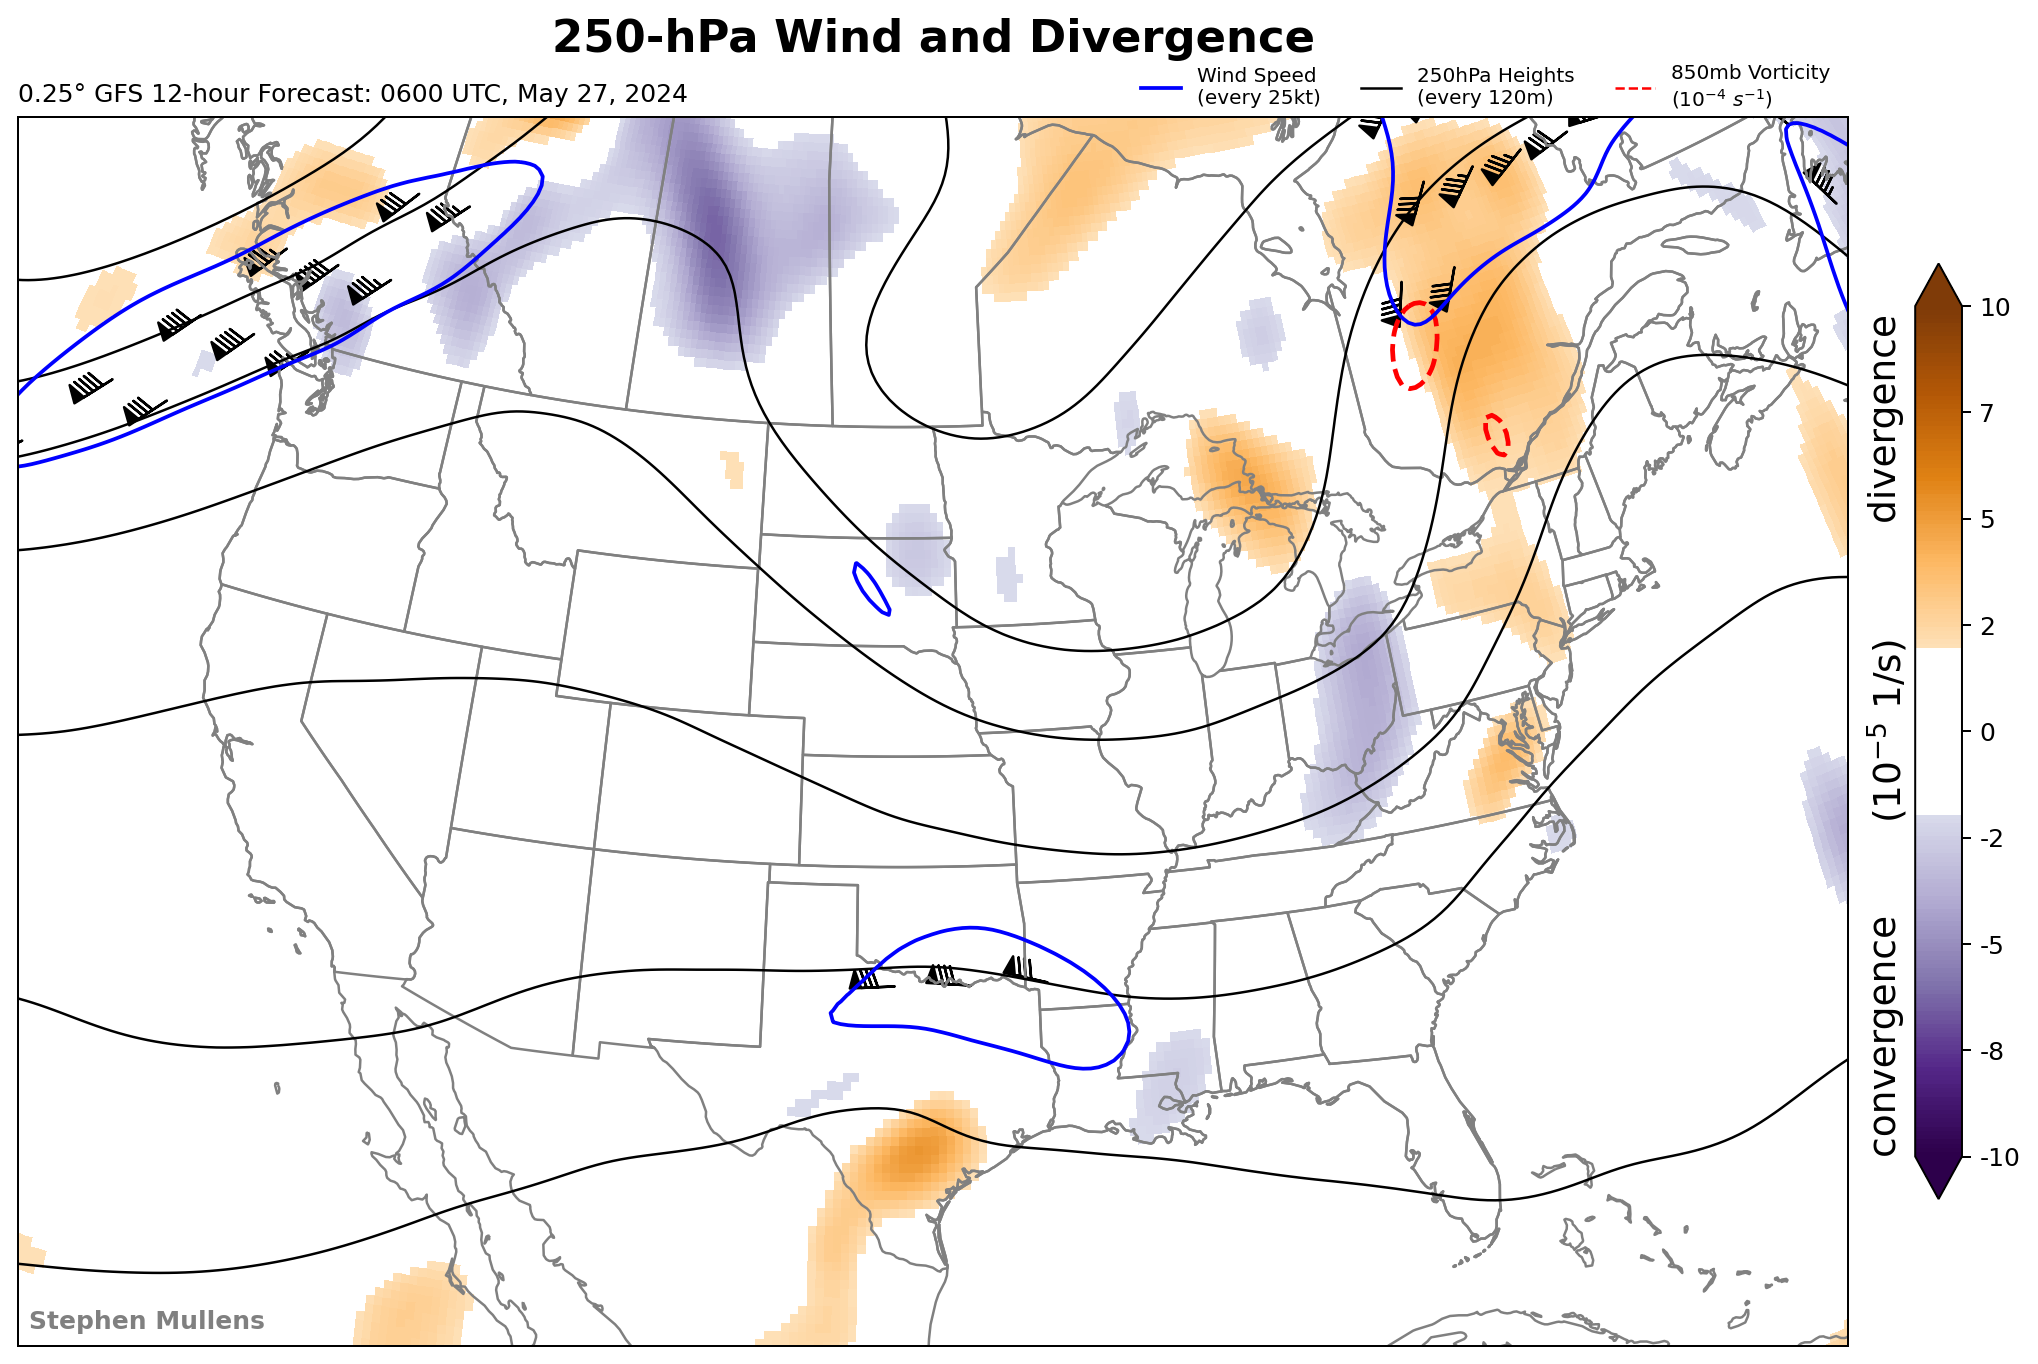 250-hPa Wind and Divergence
0.25° GFS 12-hour Forecast: 0600 UTC, May 27, 2024
Wind Speed
(every 25kt)
250hPa Heights
(every 120m)
850mb Vorticity
(10⁻⁴ s⁻¹)
10
7
5
2
0
-2
-5
-8
-10
convergence (10⁻⁵ 1/s) divergence
Stephen Mullens